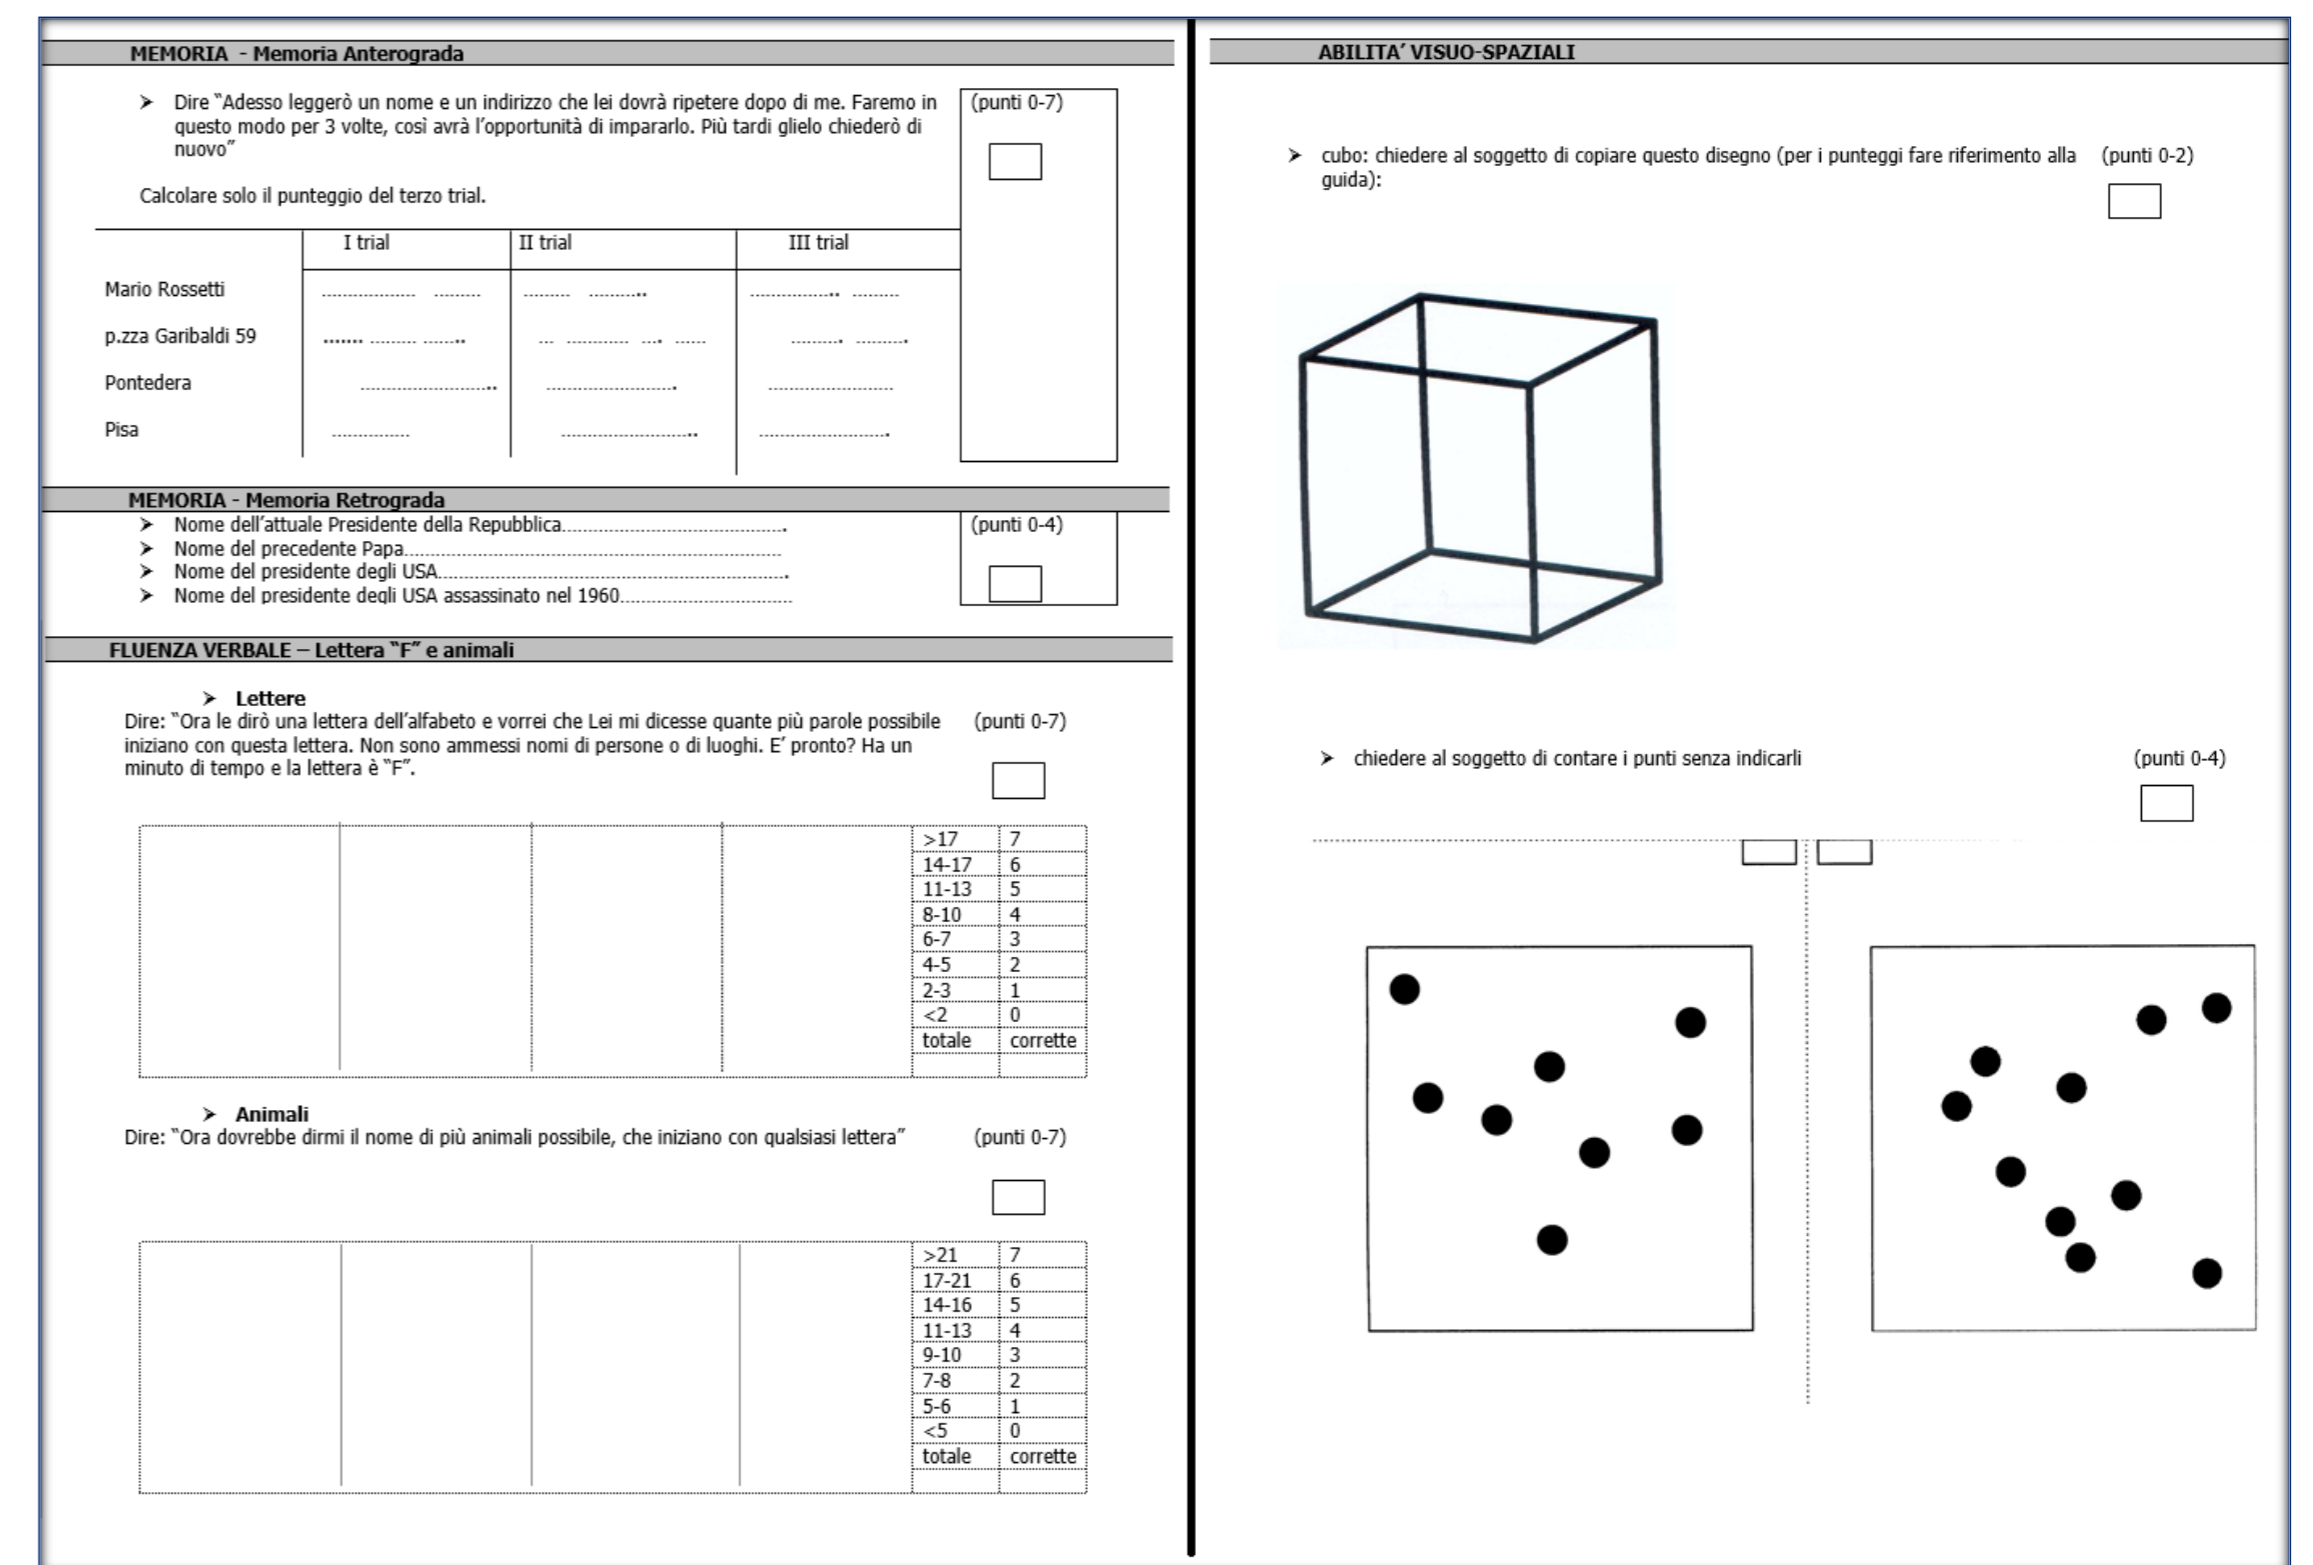 MEMORIA - Memoria Anterograda
➢ Dire “Adesso leggerò un nome e un indirizzo che lei dovrà ripetere dopo di me. Faremo in
questo modo per 3 volte, così avrà l’opportunità di impararlo. Più tardi glielo chiederò di
nuovo”
(punti 0-7)
Calcolare solo il punteggio del terzo trial.
I trial II trial III trial
Mario Rossetti
p.zza Garibaldi 59
Pontedera
Pisa
MEMORIA - Memoria Retrograda
➢ Nome dell’attuale Presidente della Repubblica
➢ Nome del precedente Papa
➢ Nome del presidente degli USA
➢ Nome del presidente degli USA assassinato nel 1960
(punti 0-4)
FLUENZA VERBALE – Lettera “F” e animali
➢ Lettere
Dire: “Ora le dirò una lettera dell’alfabeto e vorrei che Lei mi dicesse quante più parole possibile
iniziano con questa lettera. Non sono ammessi nomi di persone o di luoghi. E’ pronto? Ha un
minuto di tempo e la lettera è “F”.
(punti 0-7)
>17 7
14-17 6
11-13 5
8-10 4
6-7 3
4-5 2
2-3 1
<2 0
totale corrette
➢ Animali
Dire: “Ora dovrebbe dirmi il nome di più animali possibile, che iniziano con qualsiasi lettera”
(punti 0-7)
>21 7
17-21 6
14-16 5
11-13 4
9-10 3
7-8 2
5-6 1
<5 0
totale corrette
ABILITA’ VISUO-SPAZIALI
➢ cubo: chiedere al soggetto di copiare questo disegno (per i punteggi fare riferimento alla
guida):
(punti 0-2)
➢ chiedere al soggetto di contare i punti senza indicarli
(punti 0-4)